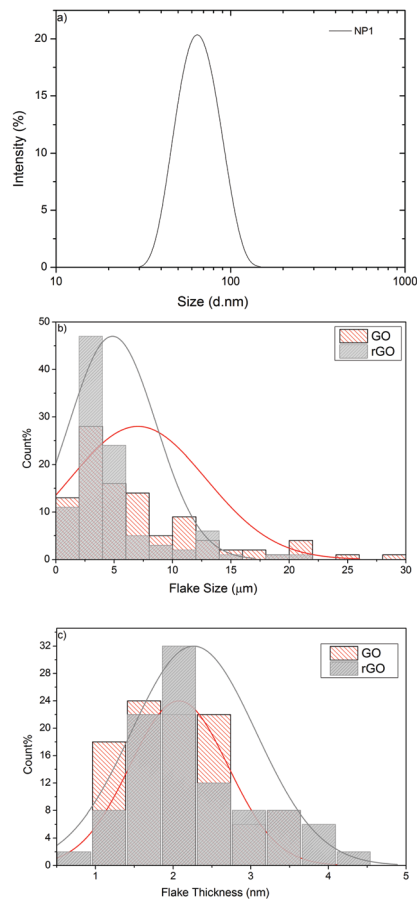 a)
NP1
20
15
10
5
0
Intensity (%)
10
100
1000
Size (d.nm)
b)
GO
rGO
50
40
30
20
10
0
Count%
0
5
10
15
20
25
30
Flake Size (μm)
c)
GO
rGO
32
28
24
20
16
12
8
4
0
Count%
1
2
3
4
5
Flake Thickness (nm)